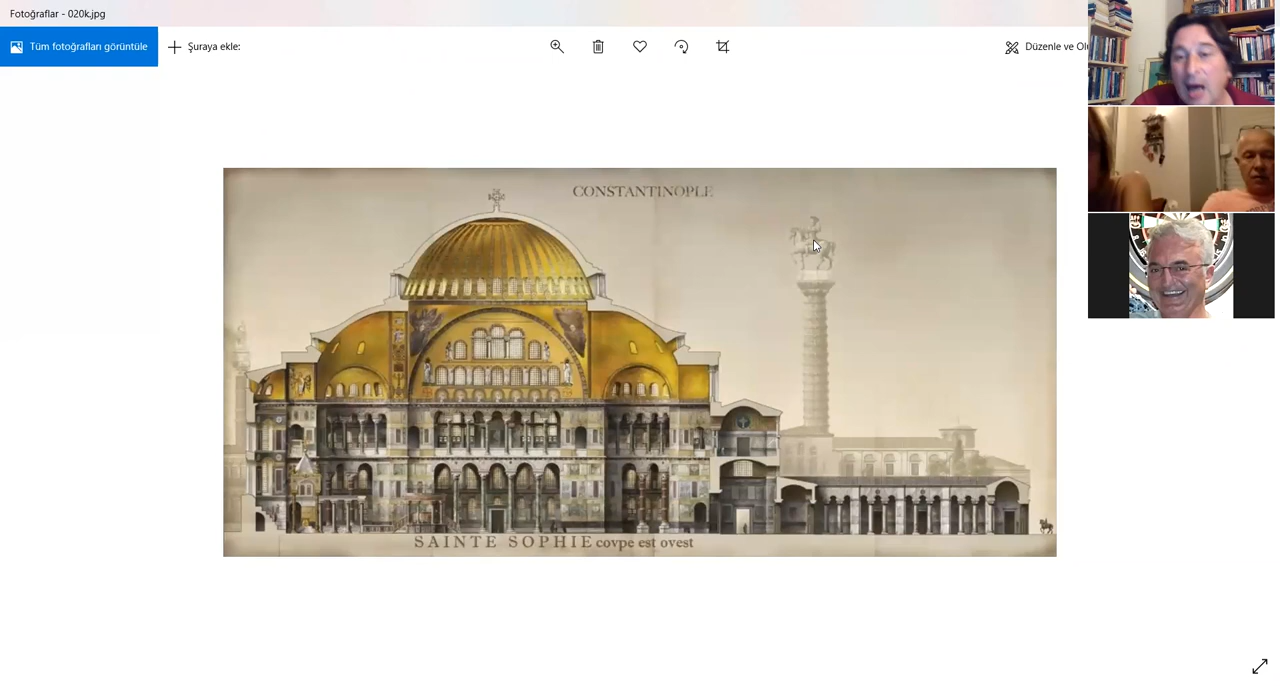 Fotoğraflar - 020k.jpg
Tüm fotoğrafları görüntüle
Şuraya ekle:
Düzenle ve Ol
CONSTANTINOPLE
SAINTE SOPHIE covpe est ovest